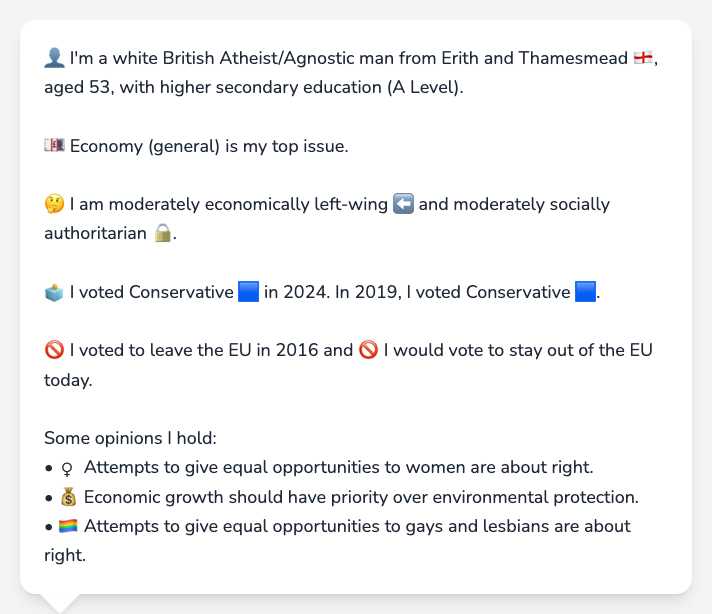 👤 I'm a white British Atheist/Agnostic man from Erith and Thamesmead 🏴󠁧󠁢󠁥󠁮󠁧󠁿,
aged 53, with higher secondary education (A Level).
💷 Economy (general) is my top issue.
🤔 I am moderately economically left-wing ⬅️ and moderately socially
authoritarian 🔒.
🗳️ I voted Conservative 🟦 in 2024. In 2019, I voted Conservative 🟦.
🚫 I voted to leave the EU in 2016 and 🚫 I would vote to stay out of the EU
today.
Some opinions I hold:
• ♀ Attempts to give equal opportunities to women are about right.
• 💰 Economic growth should have priority over environmental protection.
• 🏳️‍🌈 Attempts to give equal opportunities to gays and lesbians are about
right.